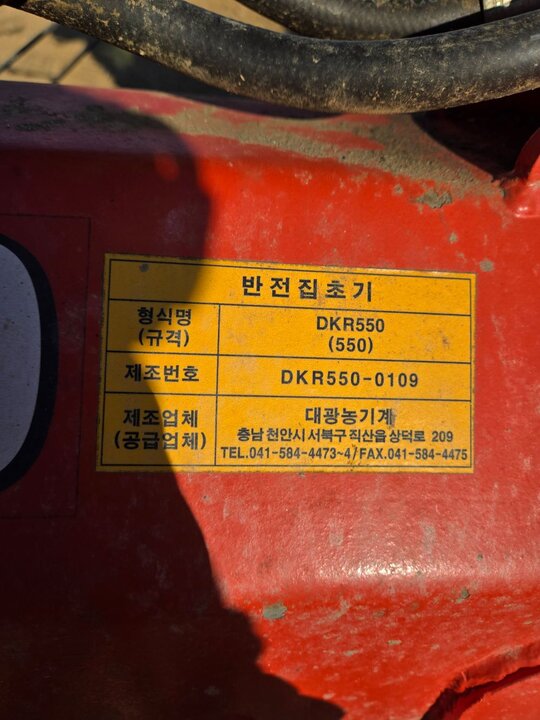 반전집초기
형식명
(규격)
DKR550
(550)
제조번호
DKR550-0109
제조업체
(공급업체)
대광농기계
충남 천안시 서북구 직산읍 상덕로 209
TEL.041-584-4473~4/FAX.041-584-4475